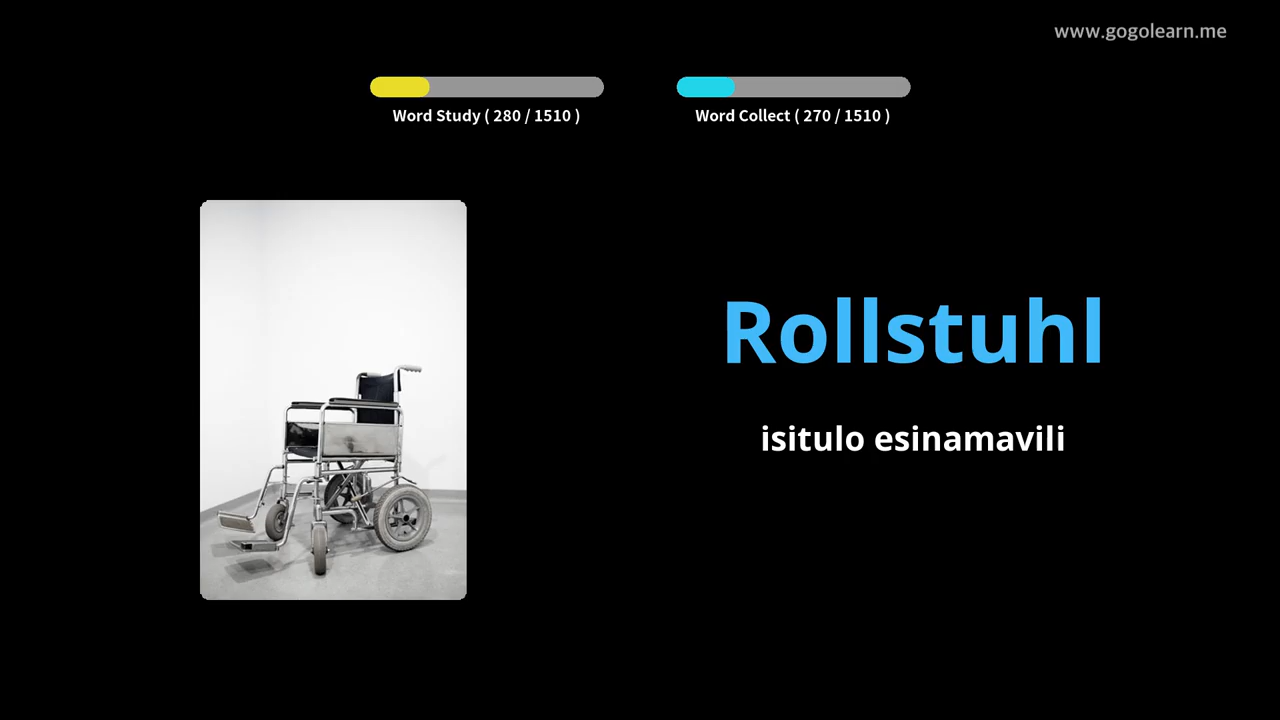 www.gogolearn.me
Word Study ( 280 / 1510 )
Word Collect ( 270 / 1510 )
Rollstuhl
isitulo esinamavili